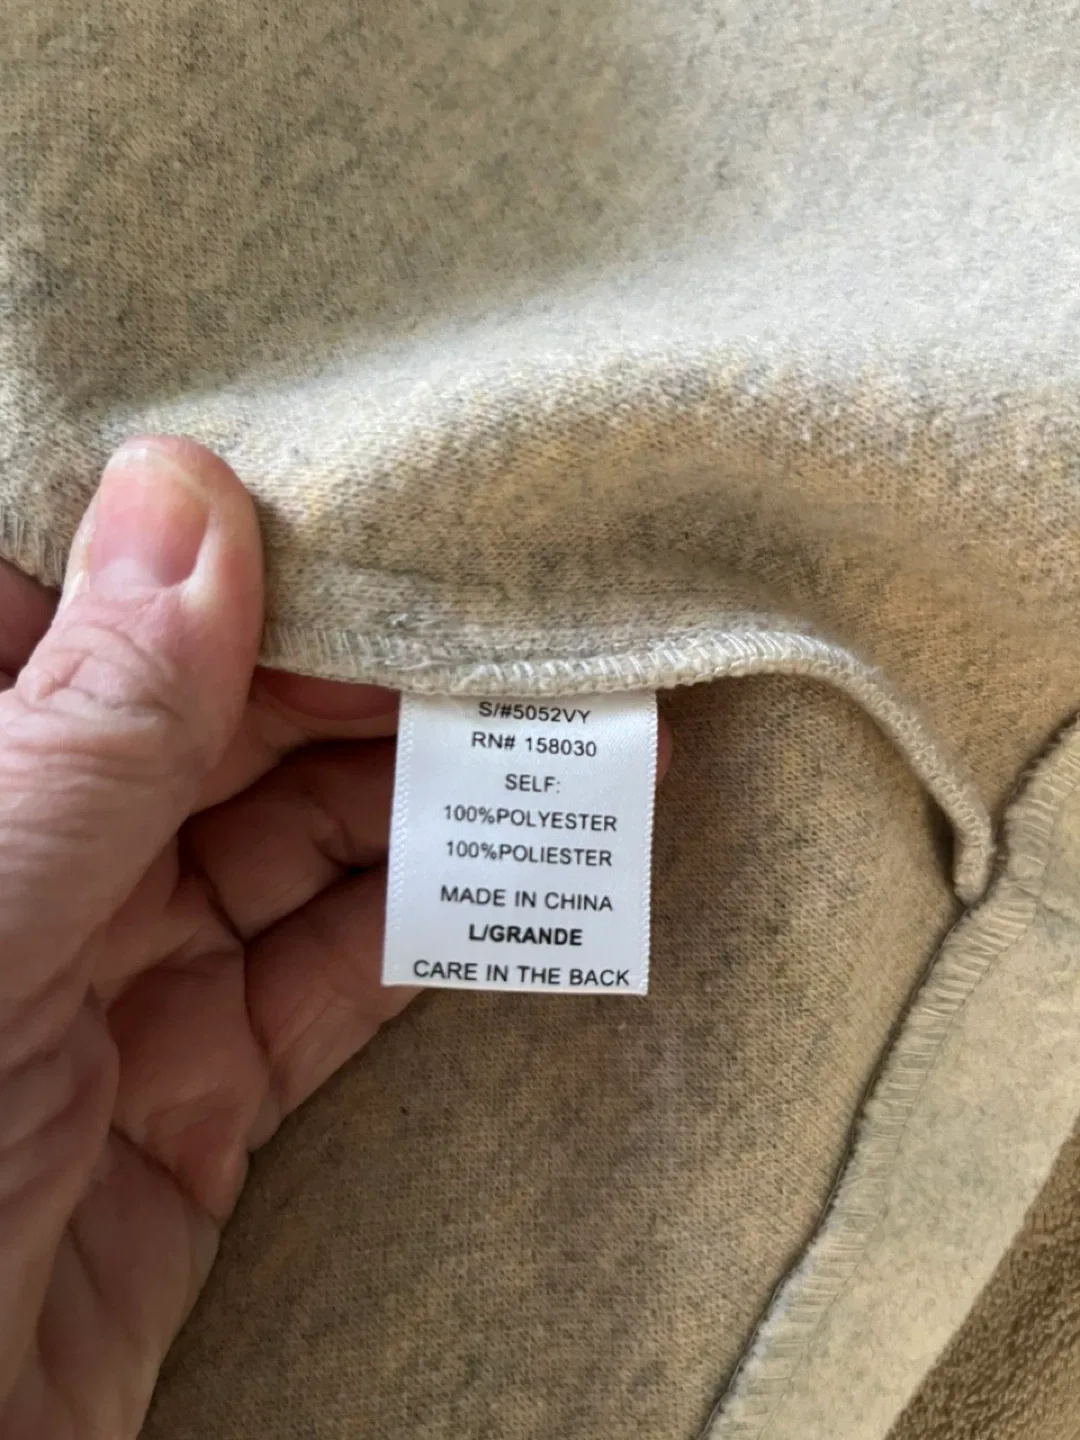 S/#5052VY
RN# 158030
SELF:
100%POLYESTER
100%POLIESTER
MADE IN CHINA
L/GRANDE
CARE IN THE BACK